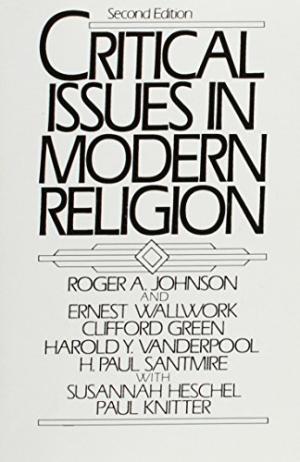 Second Edition
CRITICAL
ISSUES IN
MODERN
RELIGION
ROGER A. JOHNSON
AND
ERNEST WALLWORK
CLIFFORD GREEN
HAROLD Y. VANDERPOOL
H. PAUL SANTMIRE
WITH
SUSANNAH HESCHEL
PAUL KNITTER